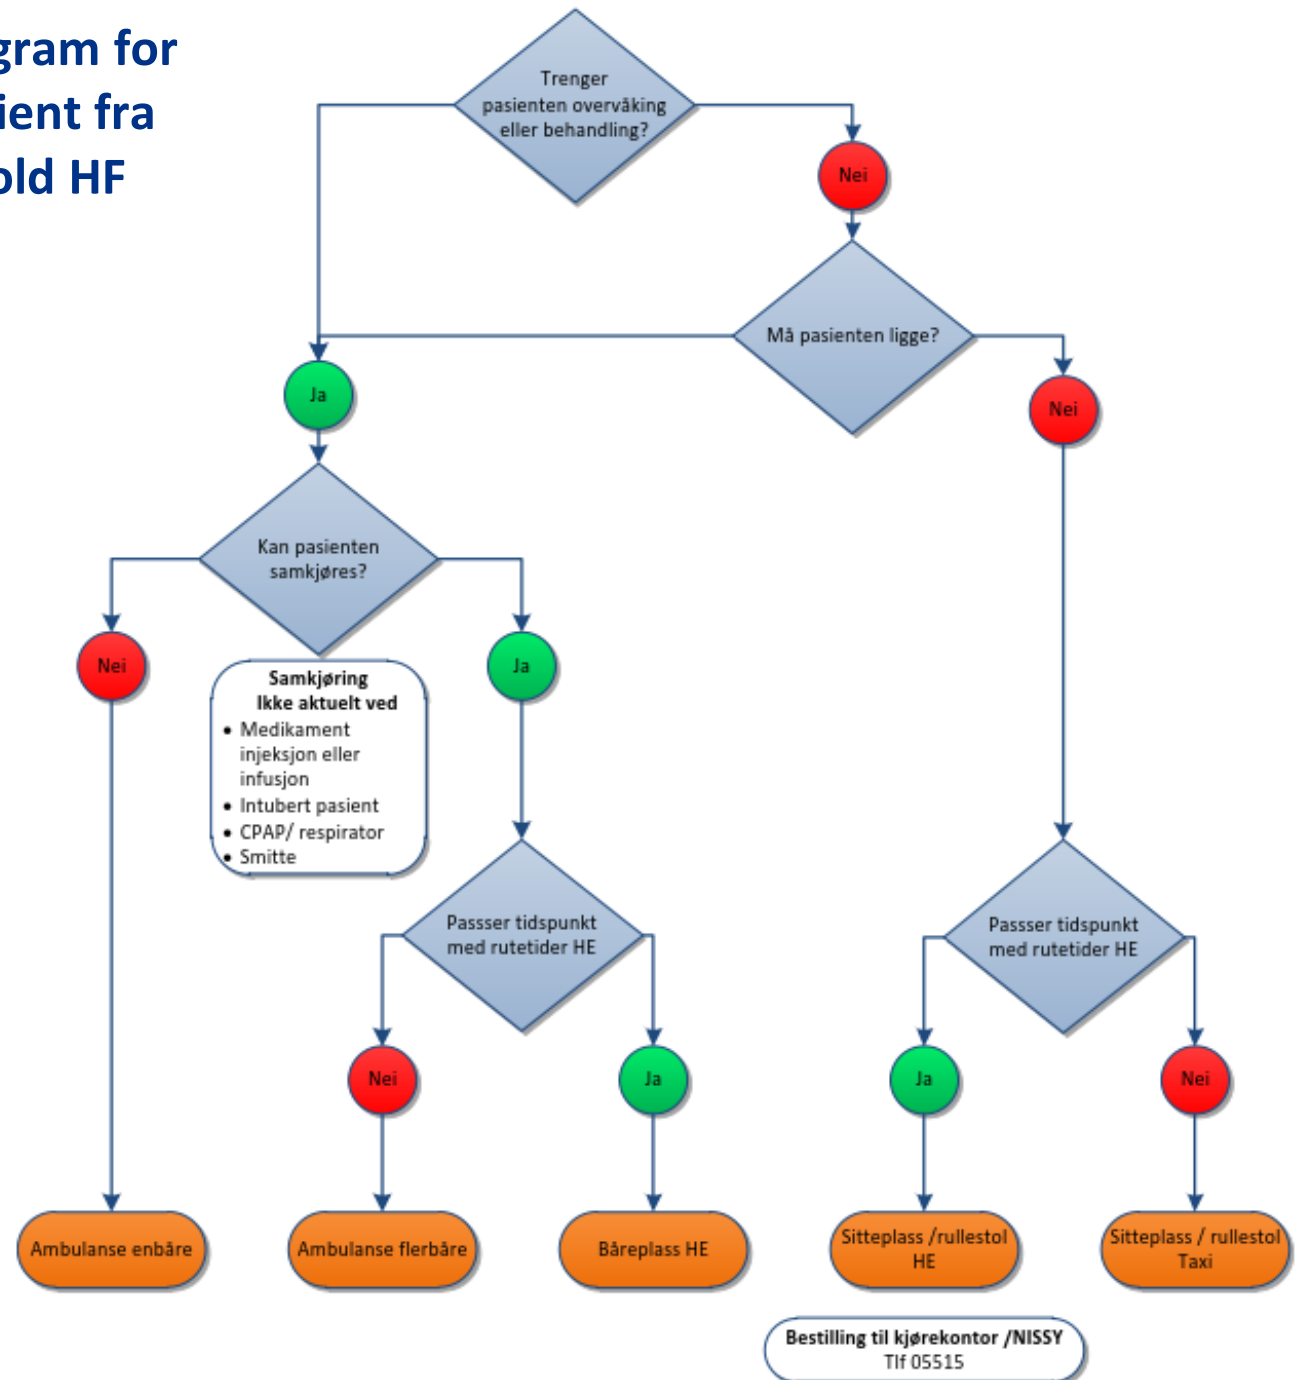 gram for
ient fra
old HF
Trenger
pasienten overvåking
eller behandling?
Nei
Må pasienten ligge?
Ja
Nei
Kan pasienten
samkjøres?
Nei
Ja
Samkjøring
Ikke aktuelt ved
• Medikament
injeksjon eller
infusjon
• Intubert pasient
• CPAP/ respirator
• Smitte
Passser tidspunkt
med rutetider HE
Passser tidspunkt
med rutetider HE
Nei
Ja
Ja
Nei
Ambulanse enbåre
Ambulanse flerbåre
Båreplass HE
Sitteplass /rullestol
HE
Sitteplass / rullestol
Taxi
Bestilling til kjørekontor /NISSY
Tlf 05515